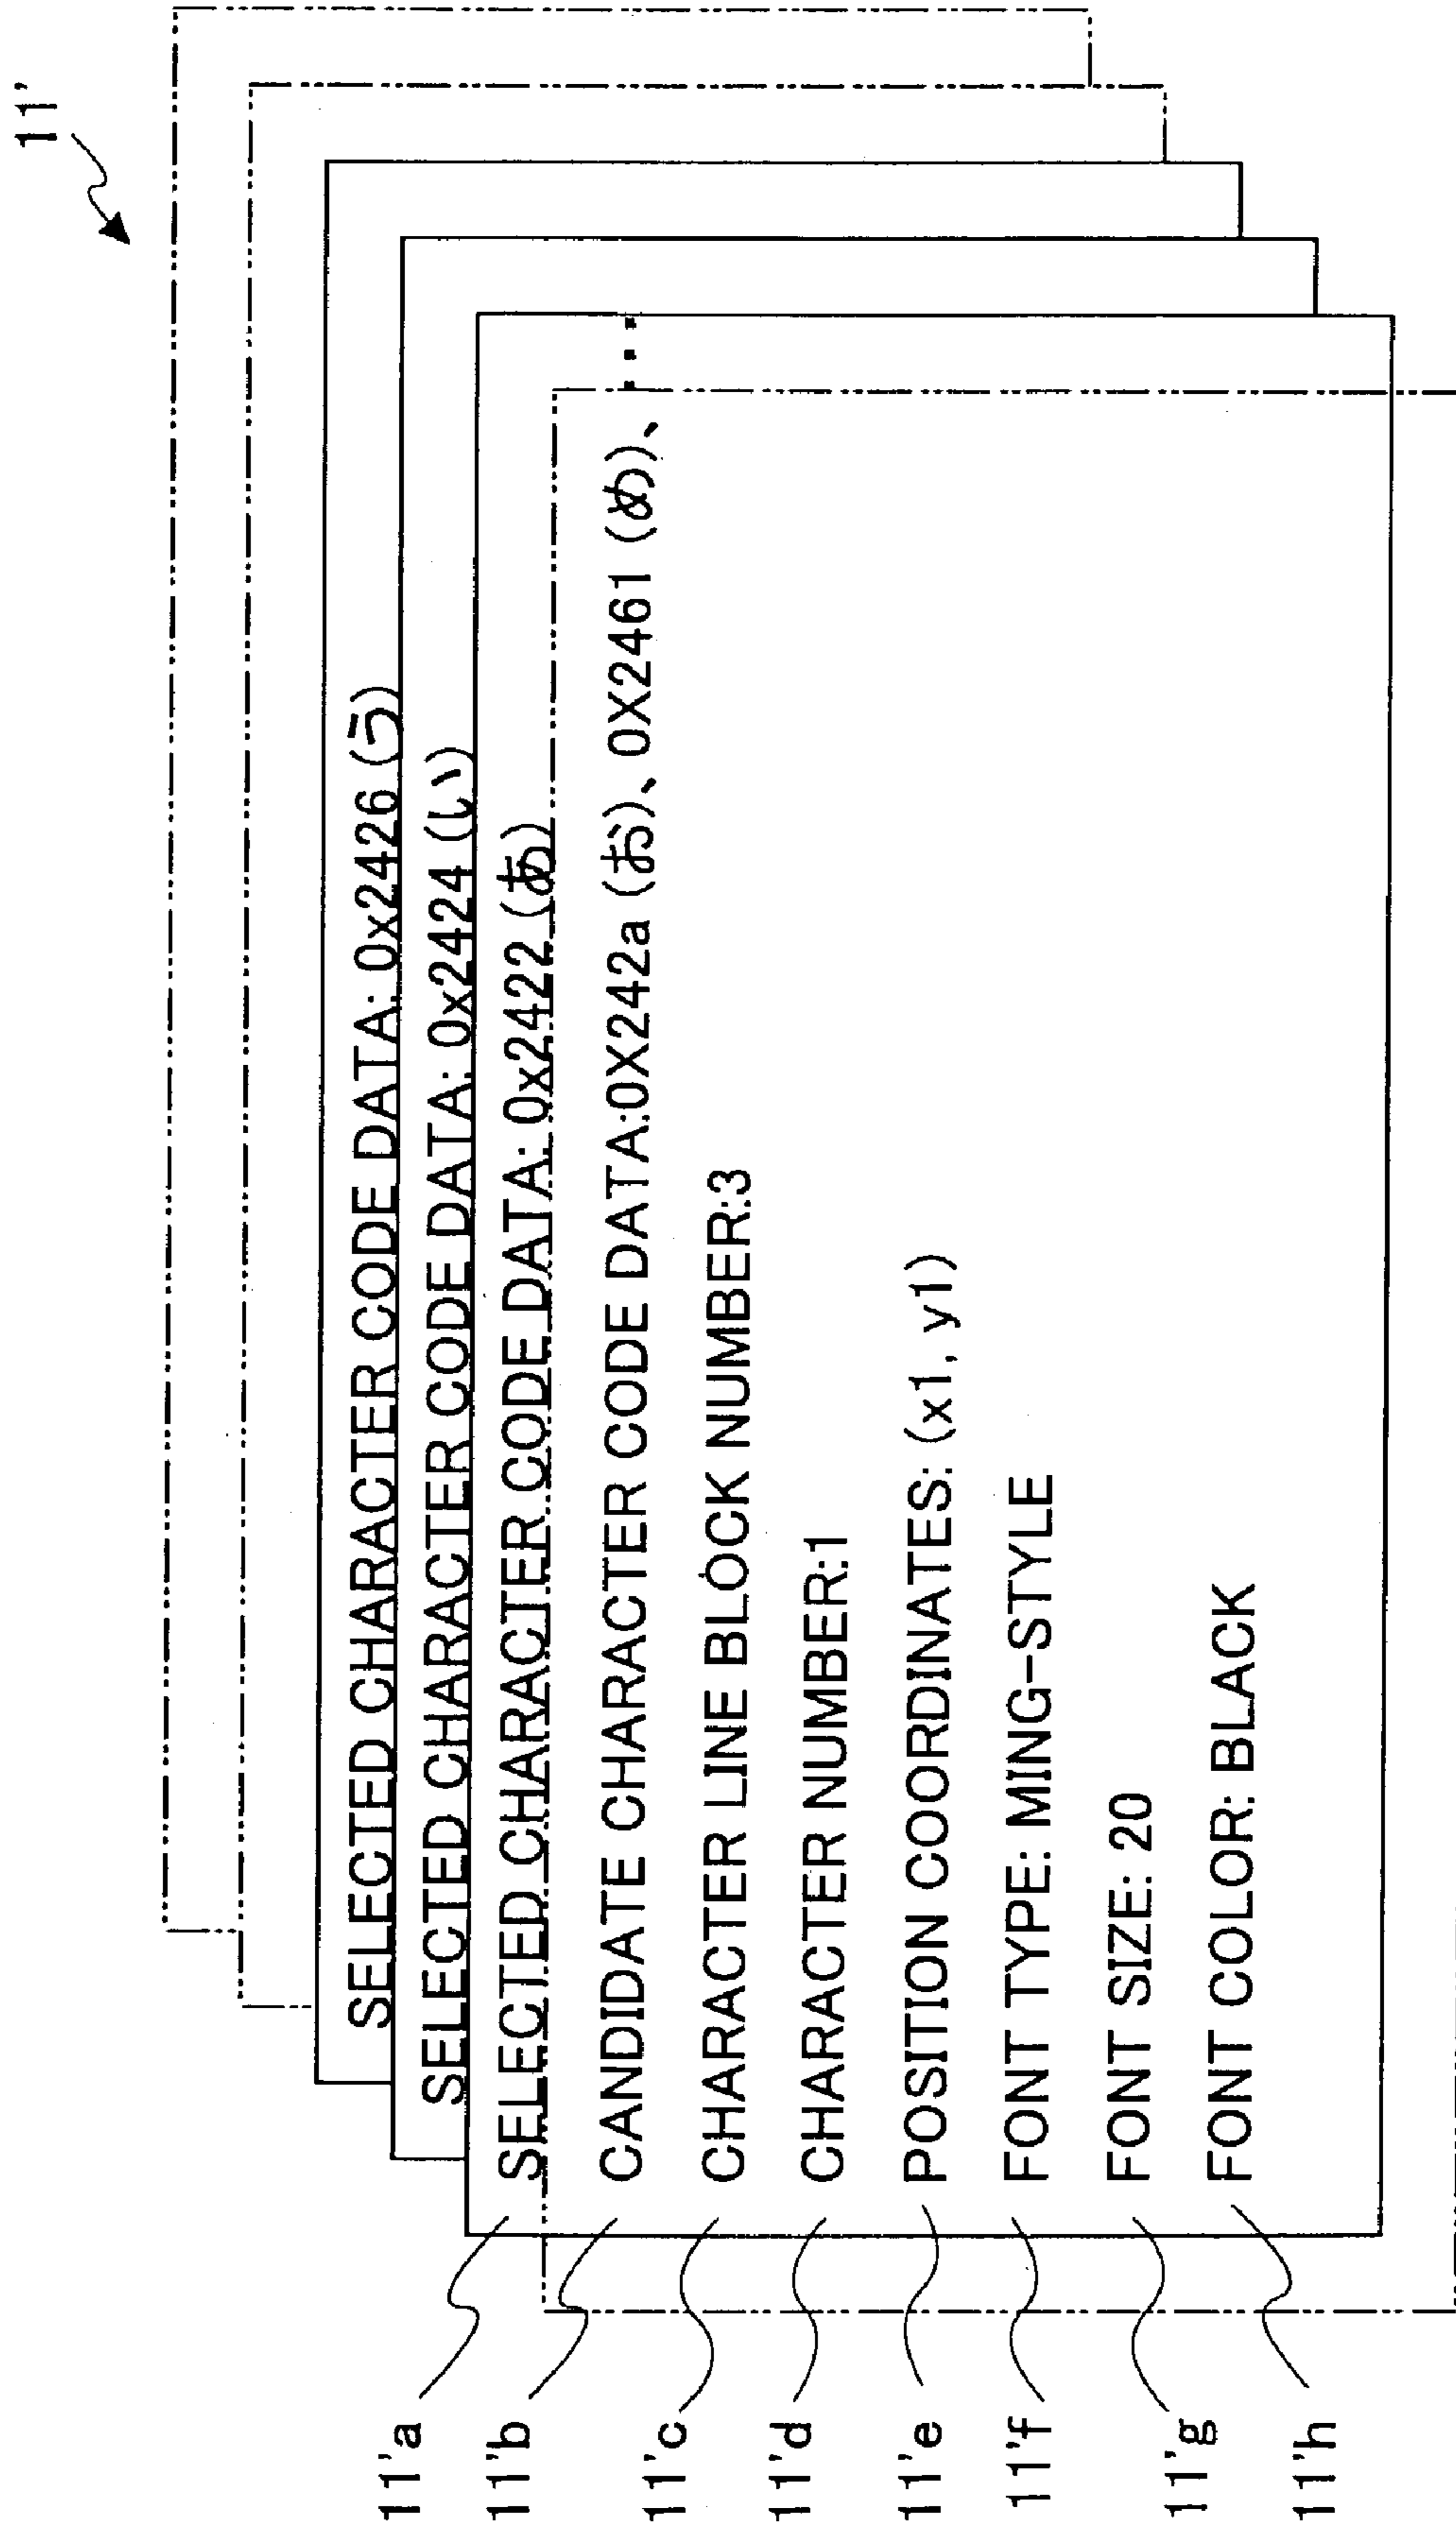 11'
SELECTED CHARACTER CODE DATA: 0x2426 (う)
SELECTED CHARACTER CODE DATA: 0x2424 (い)
11'a SELECTED CHARACTER CODE DATA: 0x2422 (あ)
11'b CANDIDATE CHARACTER CODE DATA:0X242a (お)、0X2461 (め)、...
11'c CHARACTER LINE BLOCK NUMBER:3
11'd CHARACTER NUMBER:1
11'e POSITION COORDINATES: (x1, y1)
11'f FONT TYPE: MING-STYLE
11'g FONT SIZE: 20
11'h FONT COLOR: BLACK